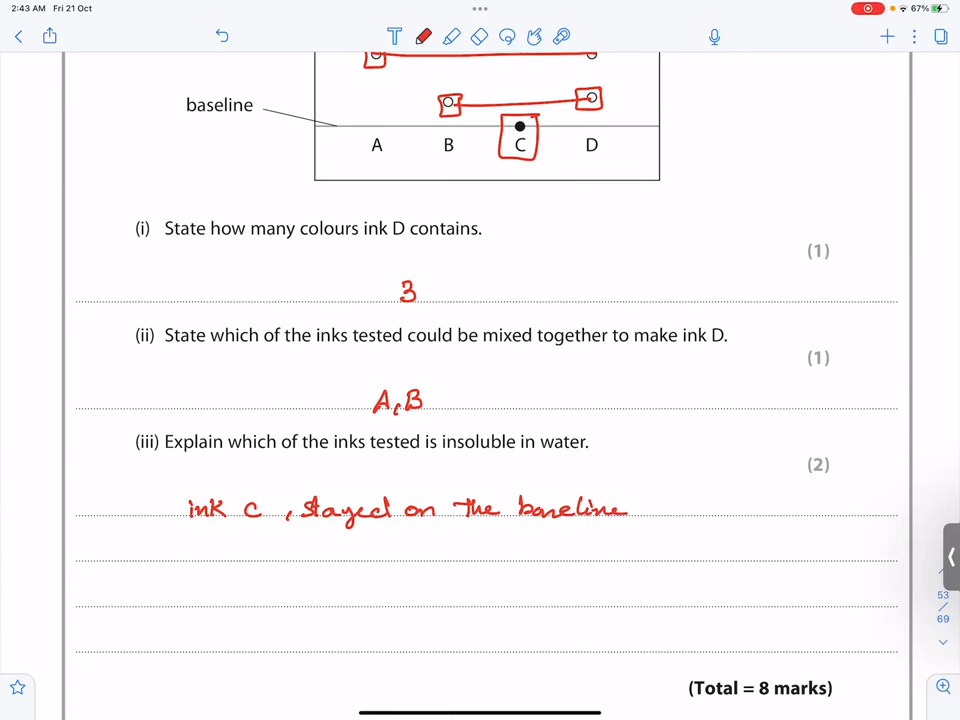 2:43 AM Fri 21 Oct
67%
T
baseline
A B C D
(i) State how many colours ink D contains.
(1)
3
(ii) State which of the inks tested could be mixed together to make ink D.
(1)
A, B
(iii) Explain which of the inks tested is insoluble in water.
(2)
ink C , stayed on the baseline
53
/
69
(Total = 8 marks)